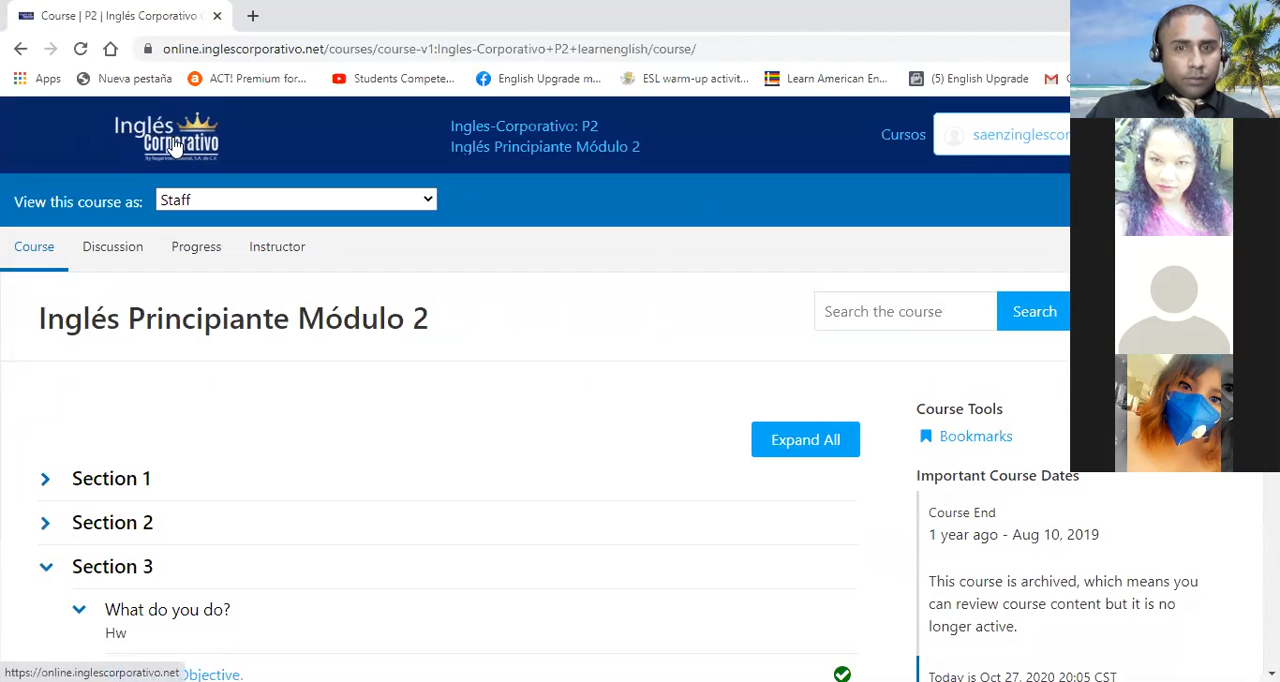 Course | P2 | Inglés Corporativo
online.inglescorporativo.net/courses/course-v1:Ingles-Corporativo+P2+learnenglish/course/
Apps
Nueva pestaña
ACT! Premium for...
Students Compete...
English Upgrade m...
ESL warm-up activit...
Learn American En...
(5) English Upgrade
Inglés
Corporativo
By Regal International, S.A. de C.V.
Ingles-Corporativo: P2
Inglés Principiante Módulo 2
Cursos
saenzinglescor
View this course as:
Staff
Course
Discussion
Progress
Instructor
Inglés Principiante Módulo 2
Search the course
Search
Expand All
Section 1
Section 2
Section 3
What do you do?
Hw
Objective.
Course Tools
Bookmarks
Important Course Dates
Course End
1 year ago - Aug 10, 2019
This course is archived, which means you
can review course content but it is no
longer active.
Today is Oct 27, 2020 20:05 CST
https://online.inglescorporativo.net